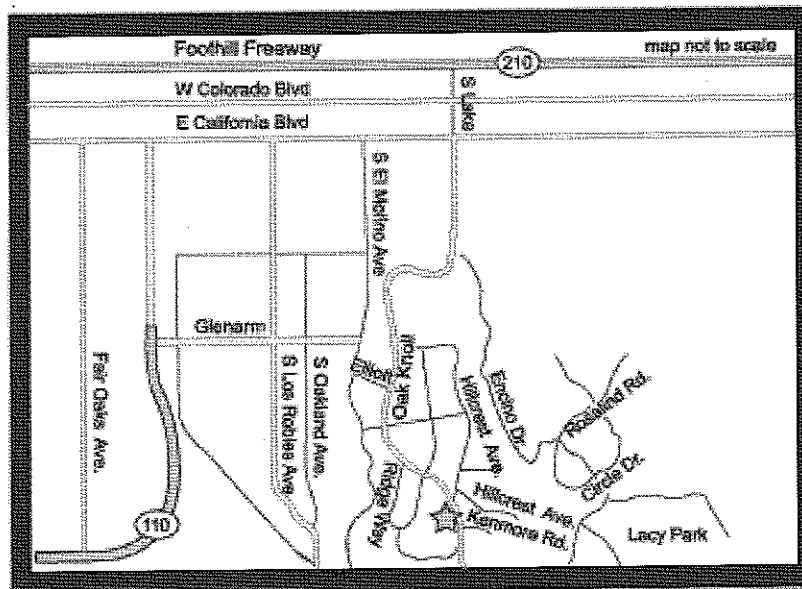 Foothill Freeway
210
map not to scale
W Colorado Blvd
S Lake
E California Blvd
S El Molino Ave
Glenarm
Fair Oaks Ave.
S Los Robles Ave
S Oakland Ave.
Elliott
Oak Knoll
Hillcrest Ave.
Encino Dr.
Rosalind Rd.
Circle Dr.
Ridge Way
Hillcrest Ave.
Kenmore Rd.
Lacy Park
110